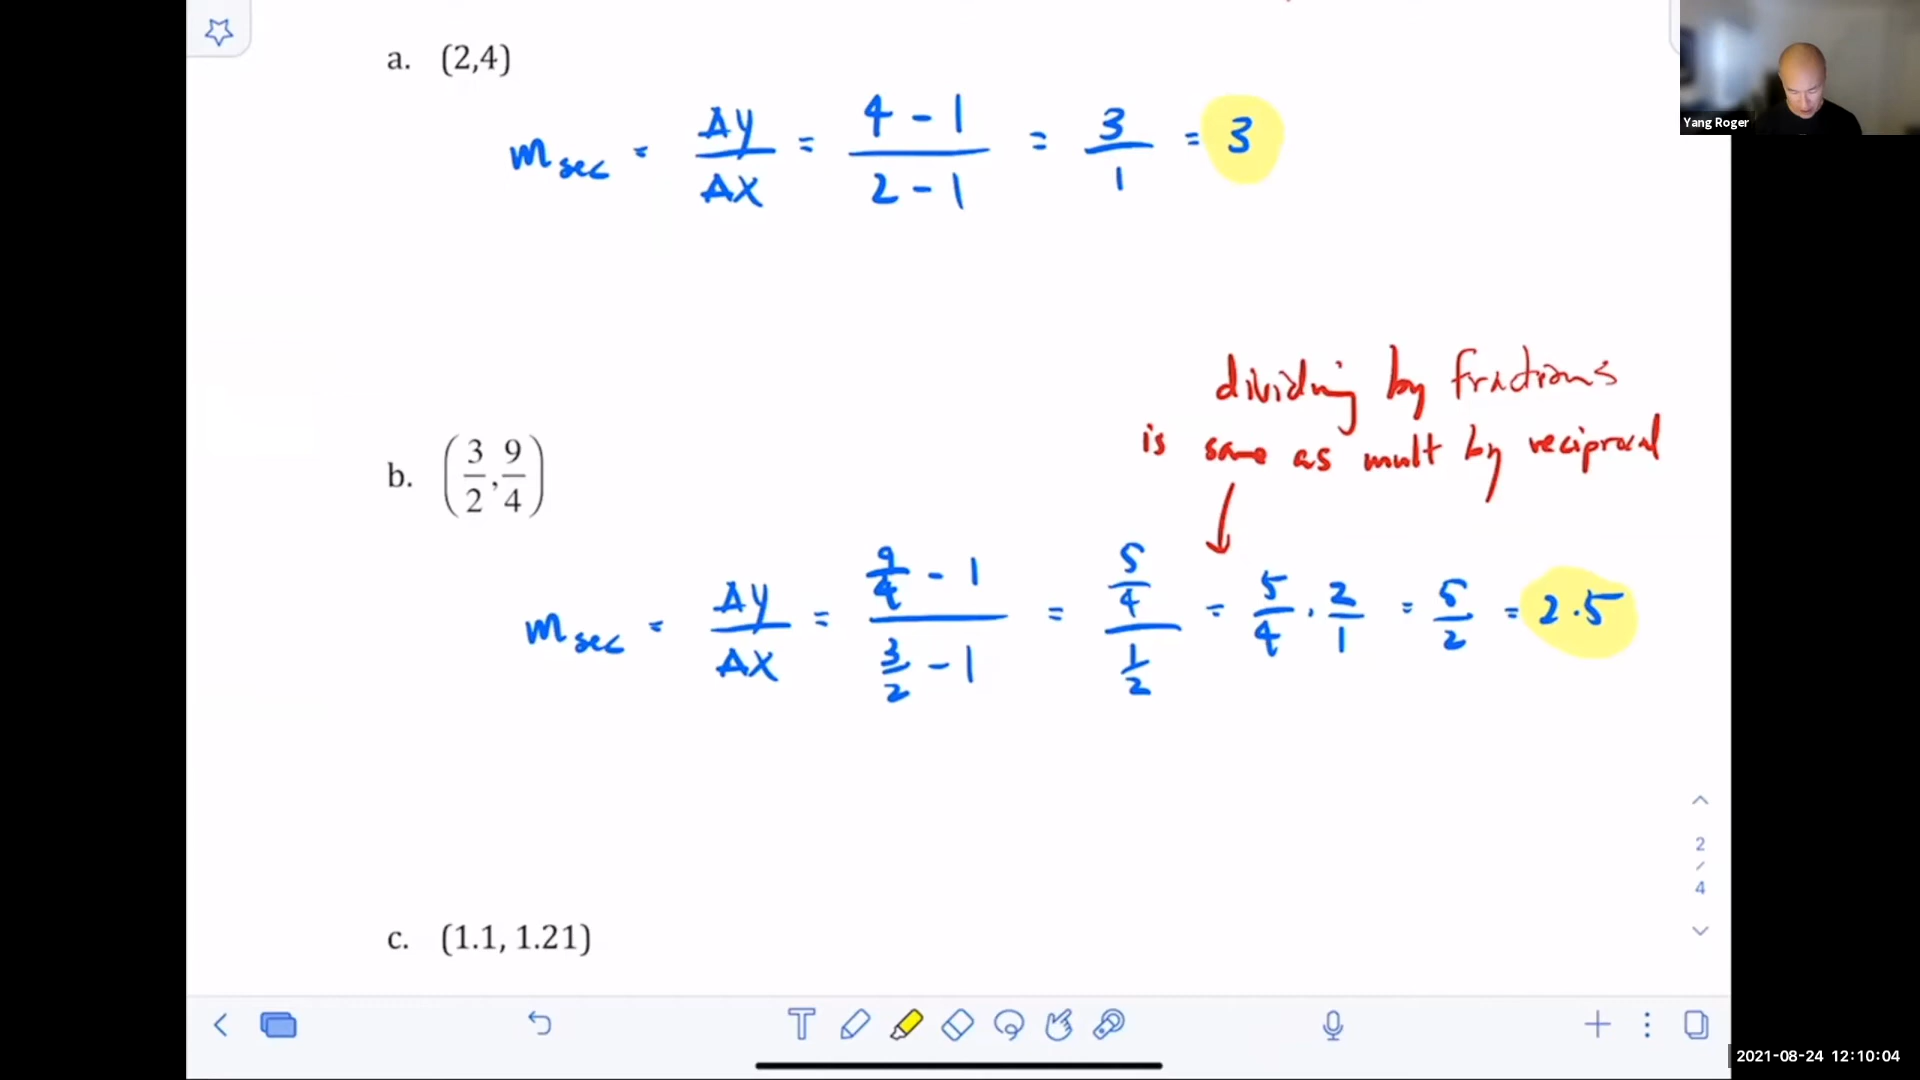 a. (2,4)
m sec = Δy/Δx = (4 - 1)/(2 - 1) = 3/1 = 3
Yang Roger
dividing by fractions
is same as mult by reciprocal
b. (3/2, 9/4)
m sec = Δy/Δx = (9/4 - 1)/(3/2 - 1) = (5/4)/(1/2) = 5/4 · 2/1 = 5/2 = 2.5
2
/
4
c. (1.1, 1.21)
T
2021-08-24 12:10:04